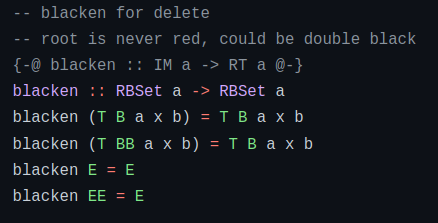 -- blacken for delete
-- root is never red, could be double black
{-@ blacken :: IM a -> RT a @-}
blacken :: RBSet a -> RBSet a
blacken (T B a x b) = T B a x b
blacken (T BB a x b) = T B a x b
blacken E = E
blacken EE = E